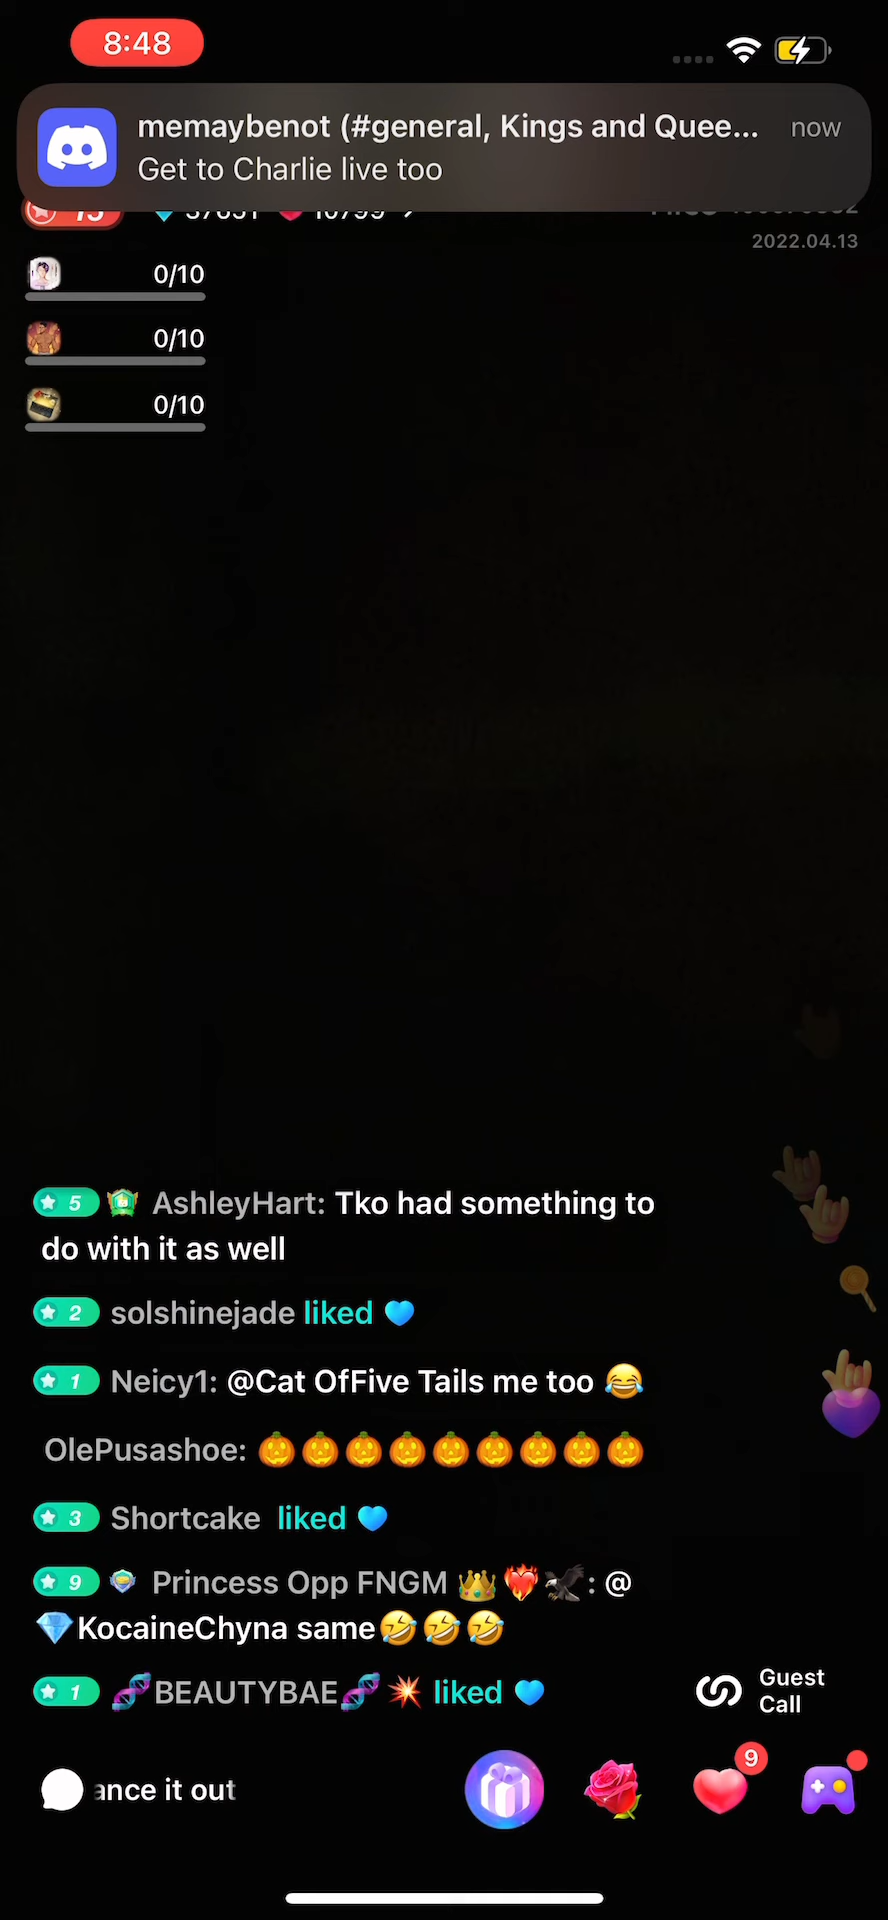 8:48
memaybenot (#general, Kings and Quee... now
Get to Charlie live too
2022.04.13
0/10
0/10
0/10
5 AshleyHart: Tko had something to
do with it as well
2 solshinejade liked 💙
1 Neicy1: @Cat OfFive Tails me too 😂
OlePusashoe: 🎃🎃🎃🎃🎃🎃🎃🎃🎃
3 Shortcake liked 💙
9 Princess Opp FNGM 👑❤️‍🔥🦅: @
💎KocaineChyna same🤣🤣🤣
1 🧬BEAUTYBAE🧬💥 liked 💙
Guest
Call
ance it out
9